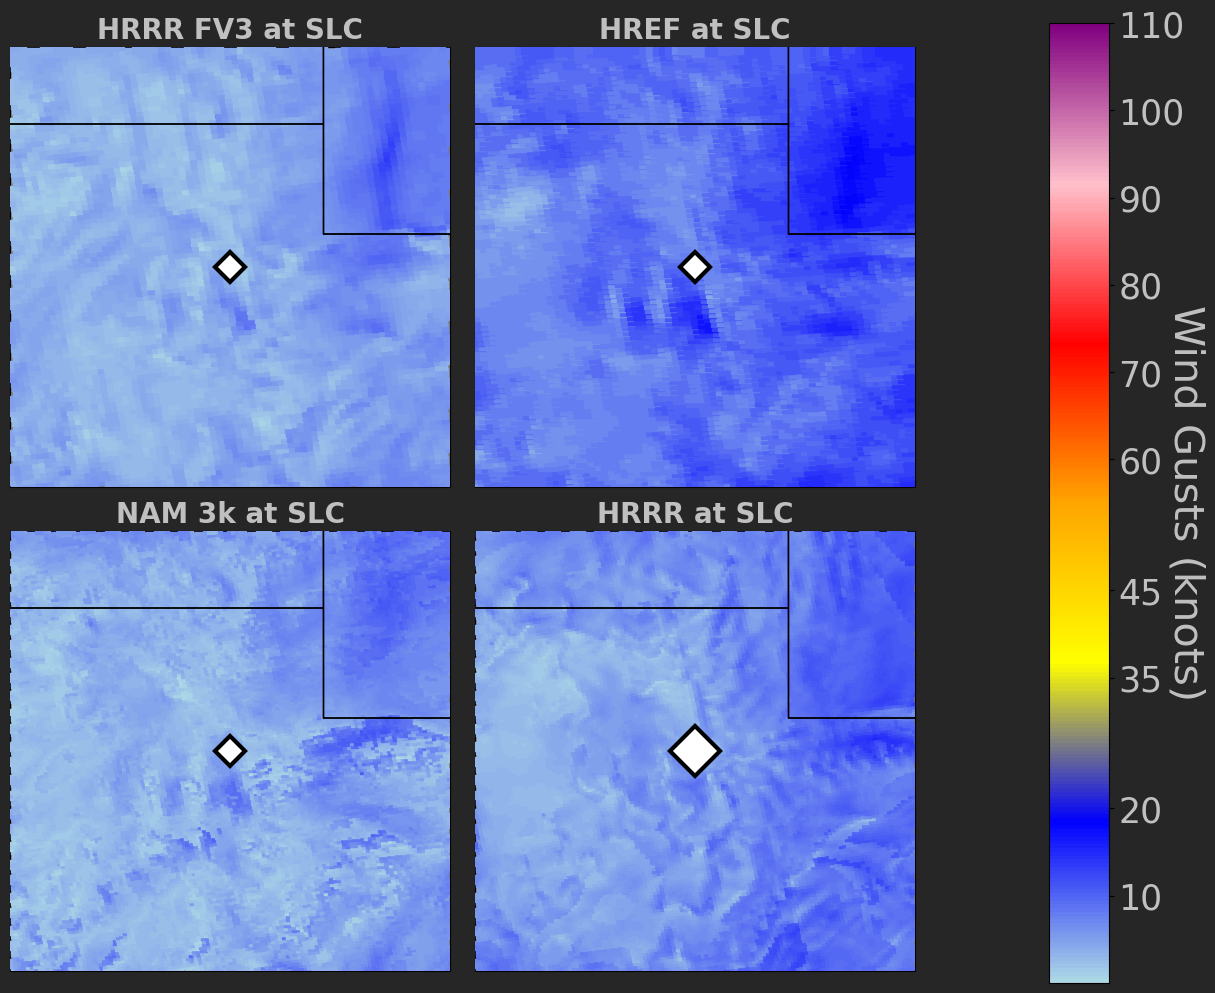 HRRR FV3 at SLC
HREF at SLC
NAM 3k at SLC
HRRR at SLC
110
100
90
80
70
60
45
35
20
10
Wind Gusts (knots)